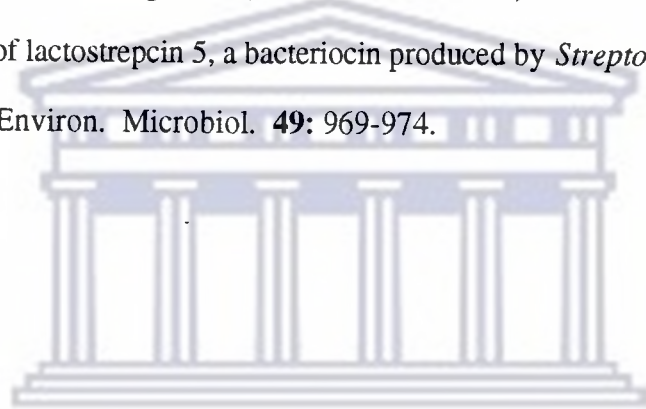 of lactostrepcin 5, a bacteriocin produced by Strepto
Environ. Microbiol. 49: 969-974.